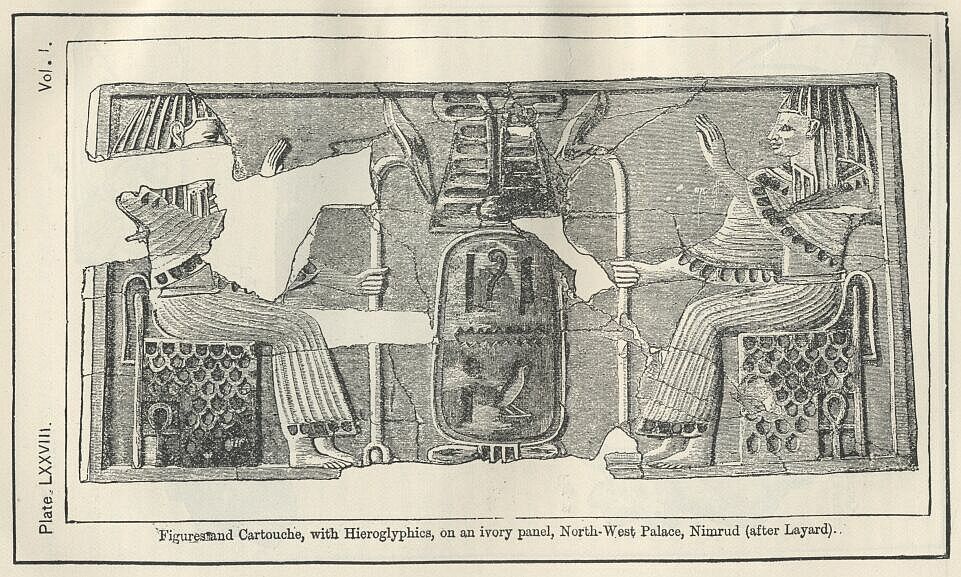 Vol. I.
Plate. LXXVIII.
Figures and Cartouche, with Hieroglyphics, on an ivory panel, North-West Palace, Nimrud (after Layard).